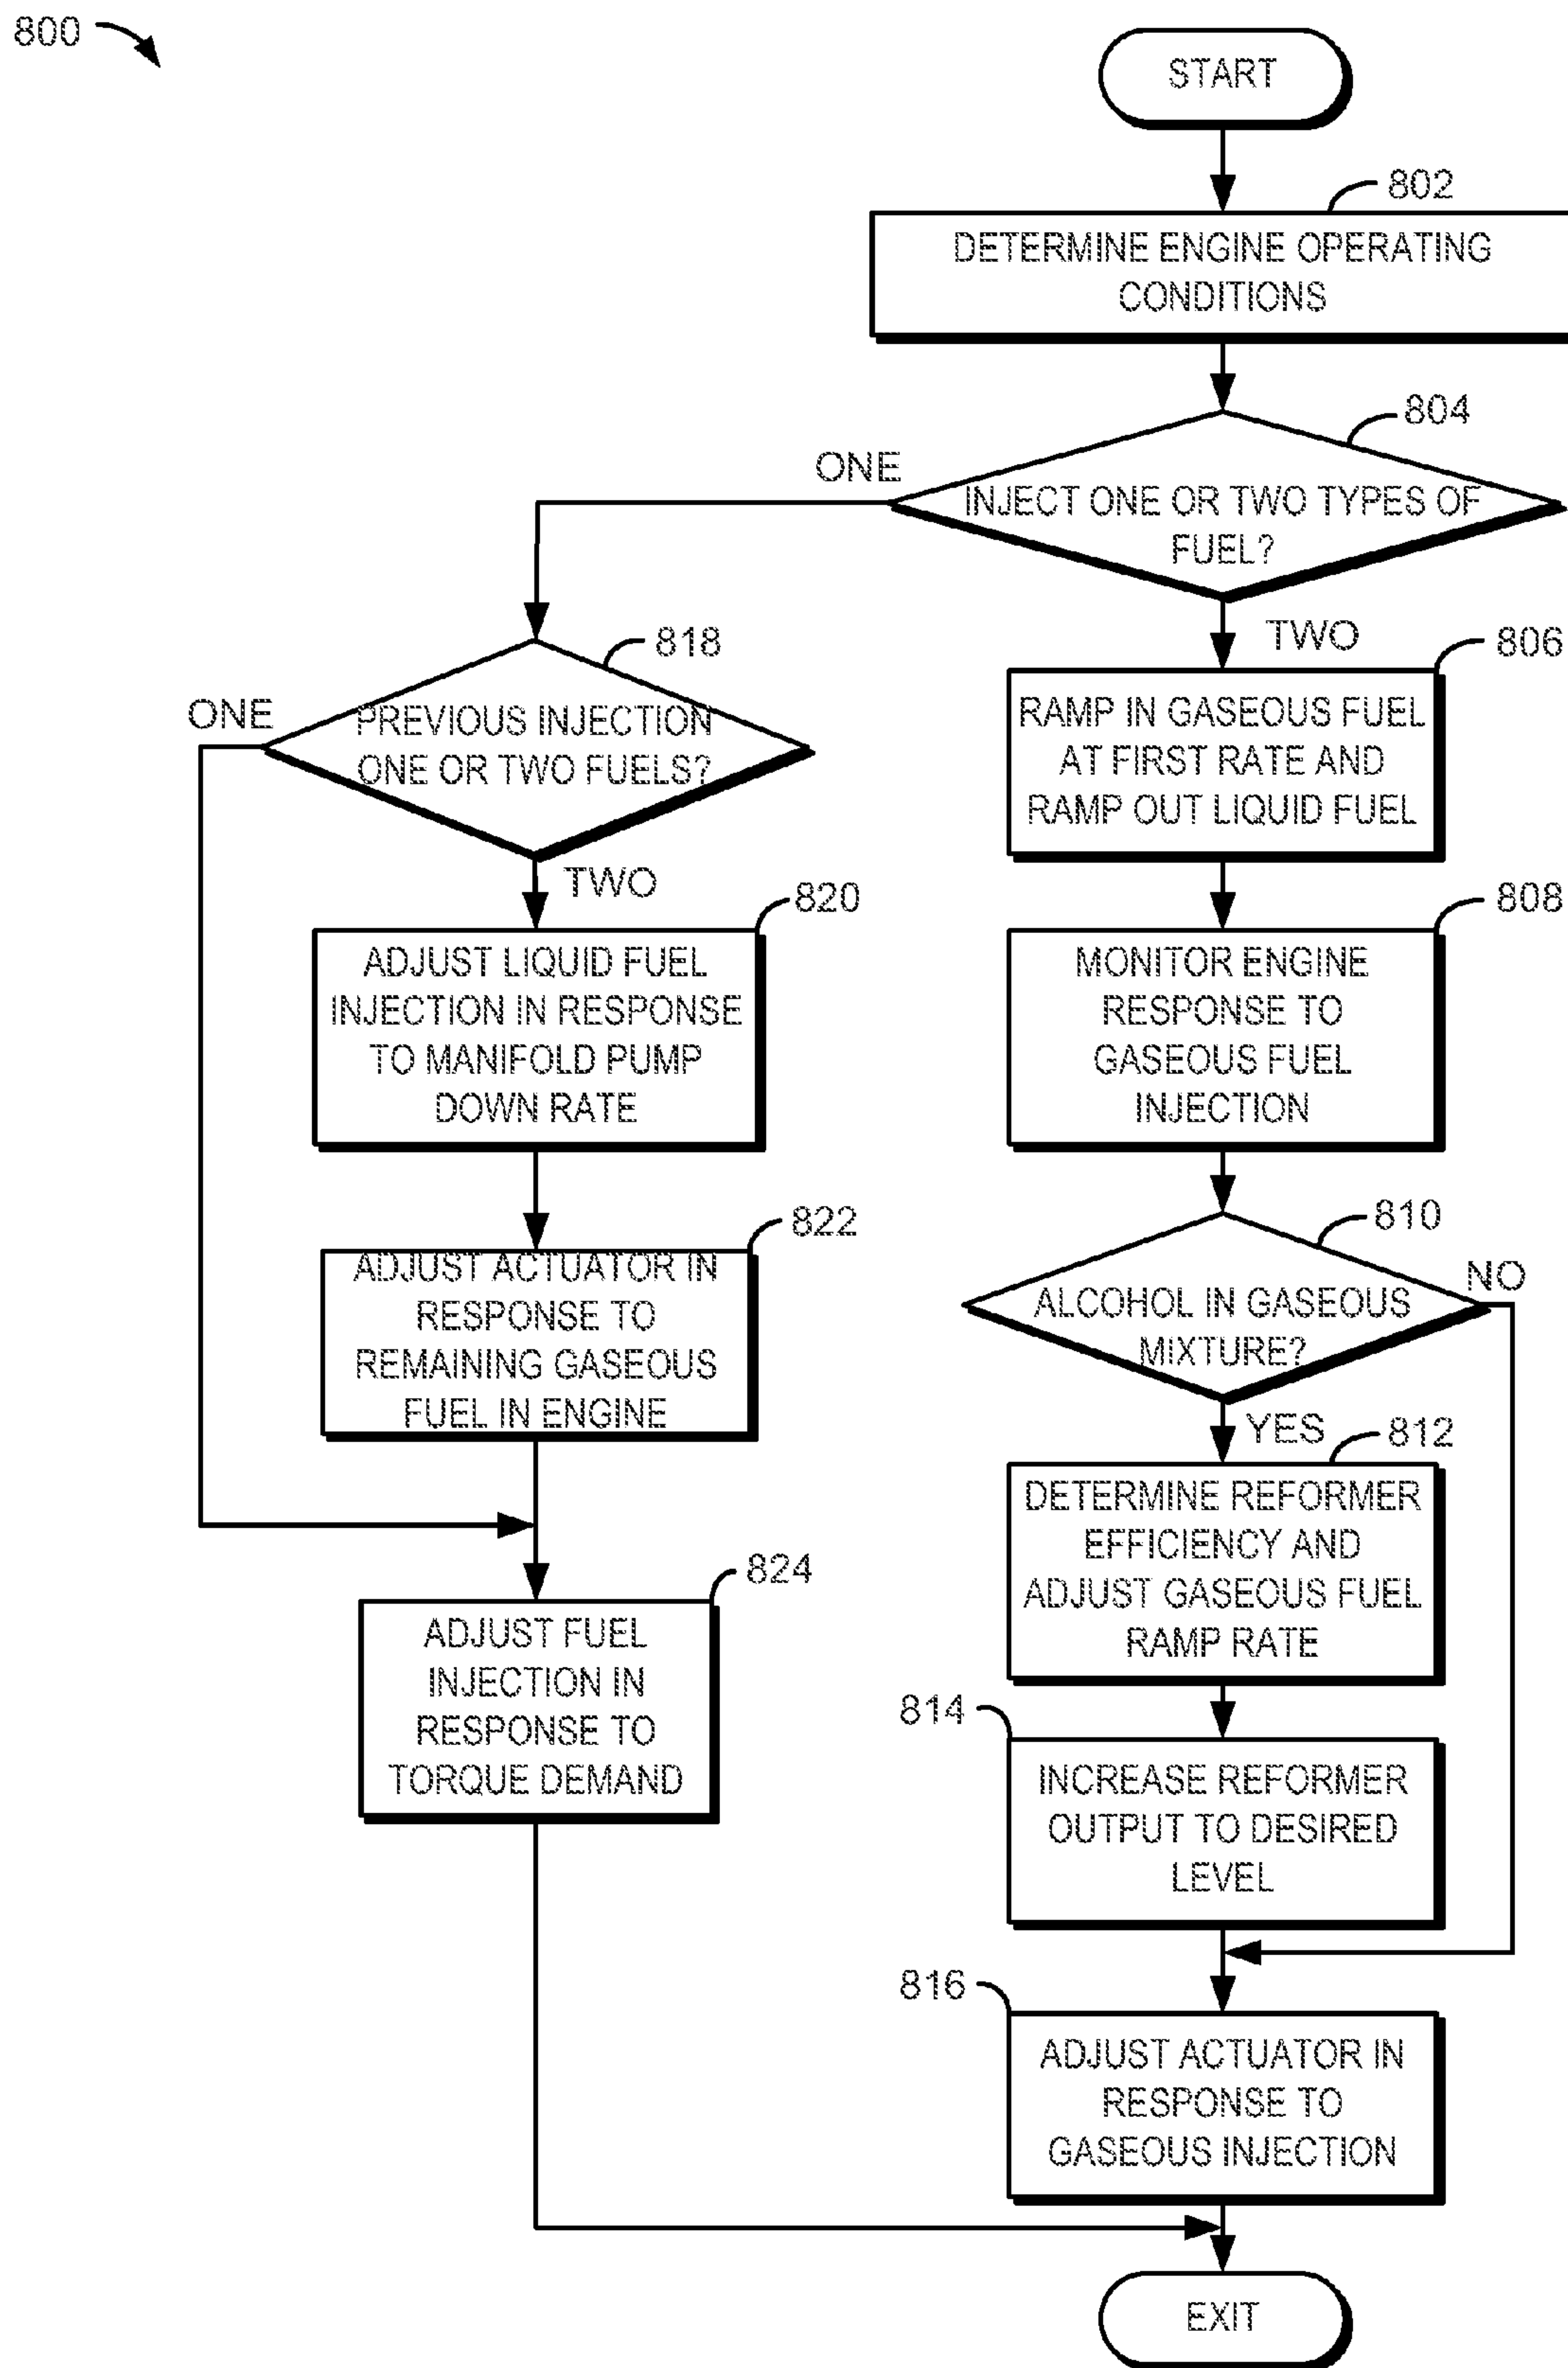 800
START
802
DETERMINE ENGINE OPERATING
CONDITIONS
804
ONE
INJECT ONE OR TWO TYPES OF
FUEL?
TWO
818
ONE
PREVIOUS INJECTION
ONE OR TWO FUELS?
TWO
806
RAMP IN GASEOUS FUEL
AT FIRST RATE AND
RAMP OUT LIQUID FUEL
820
ADJUST LIQUID FUEL
INJECTION IN RESPONSE
TO MANIFOLD PUMP
DOWN RATE
808
MONITOR ENGINE
RESPONSE TO
GASEOUS FUEL
INJECTION
822
ADJUST ACTUATOR IN
RESPONSE TO
REMAINING GASEOUS
FUEL IN ENGINE
810
NO
ALCOHOL IN GASEOUS
MIXTURE?
YES
812
DETERMINE REFORMER
EFFICIENCY AND
ADJUST GASEOUS FUEL
RAMP RATE
824
ADJUST FUEL
INJECTION IN
RESPONSE TO
TORQUE DEMAND
814
INCREASE REFORMER
OUTPUT TO DESIRED
LEVEL
816
ADJUST ACTUATOR IN
RESPONSE TO
GASEOUS INJECTION
EXIT